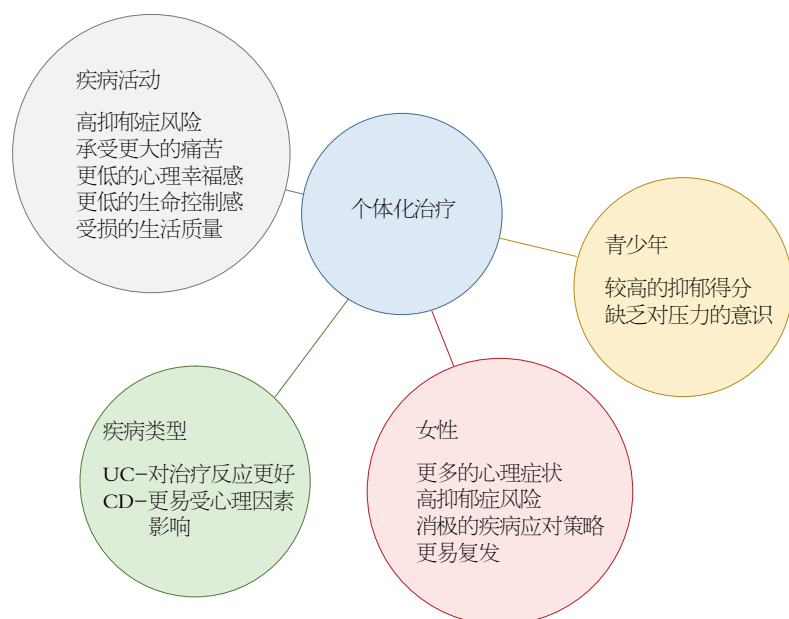 疾病活动
高抑郁症风险
承受更大的痛苦
更低的心理幸福感
更低的生命控制感
受损的生活质量
个体化治疗
青少年
较高的抑郁得分
缺乏对压力的意识
疾病类型
UC-对治疗反应更好
CD-更易受心理因素
影响
女性
更多的心理症状
高抑郁症风险
消极的疾病应对策略
更易复发